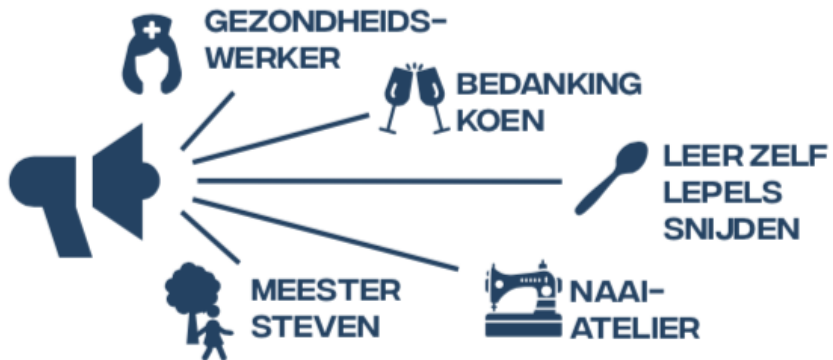 GEZONDHEIDS-
WERKER
BEDANKING
KOEN
LEER ZELF
LEPELS
SNIJDEN
MEESTER
STEVEN
NAAI-
ATELIER